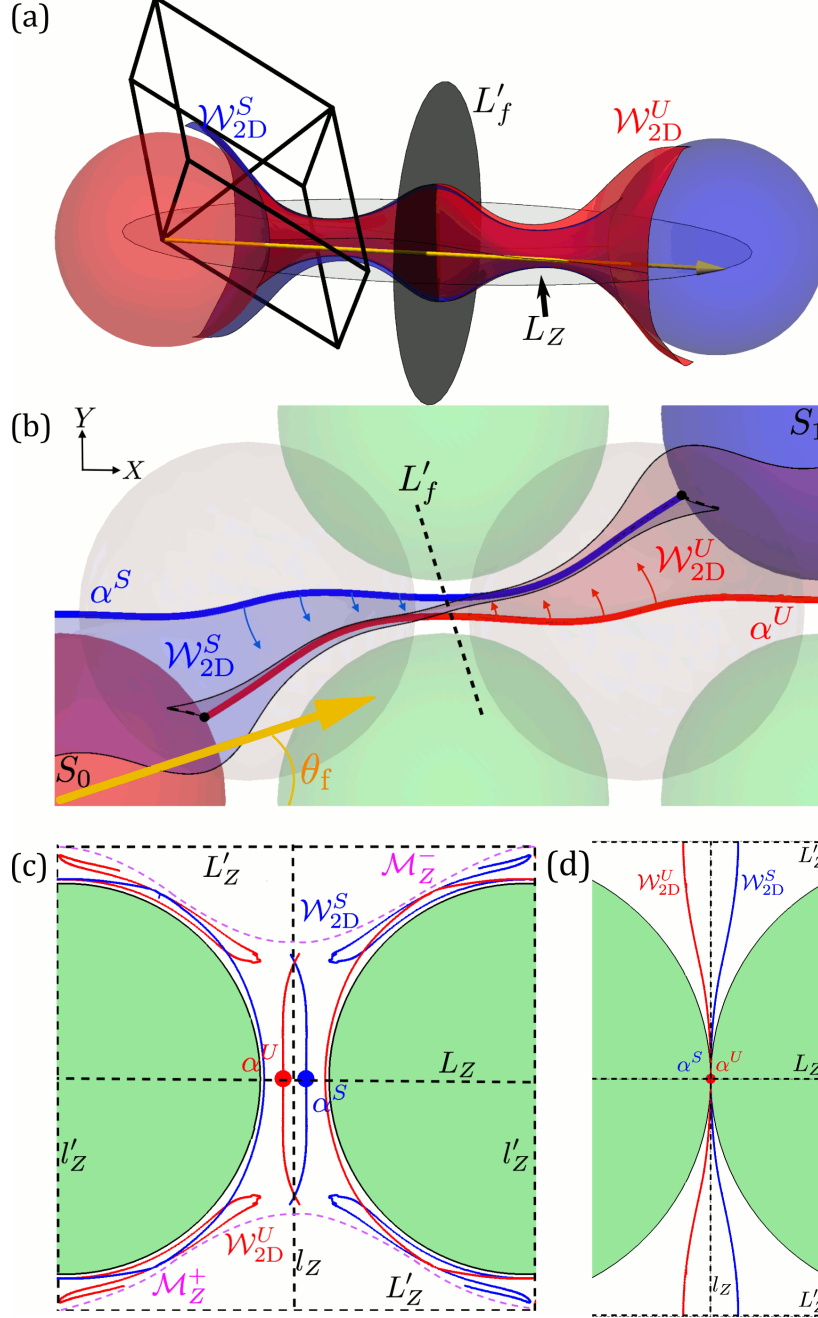 (a)
𝒲^S_2D
L′_f
𝒲^U_2D
L_Z
(b)
Y
X
L′_f
S_1
α^S
𝒲^U_2D
α^U
𝒲^S_2D
S_0
θ_f
(c)
L′_Z
ℳ^-_Z
(d)
L′_Z
𝒲^S_2D
𝒲^U_2D
𝒲^S_2D
α^U
L_Z
α^S
α^S
α^U
L_Z
l′_Z
l′_Z
𝒲^U_2D
l_Z
ℳ^+_Z
L′_Z
l_Z
L′_Z